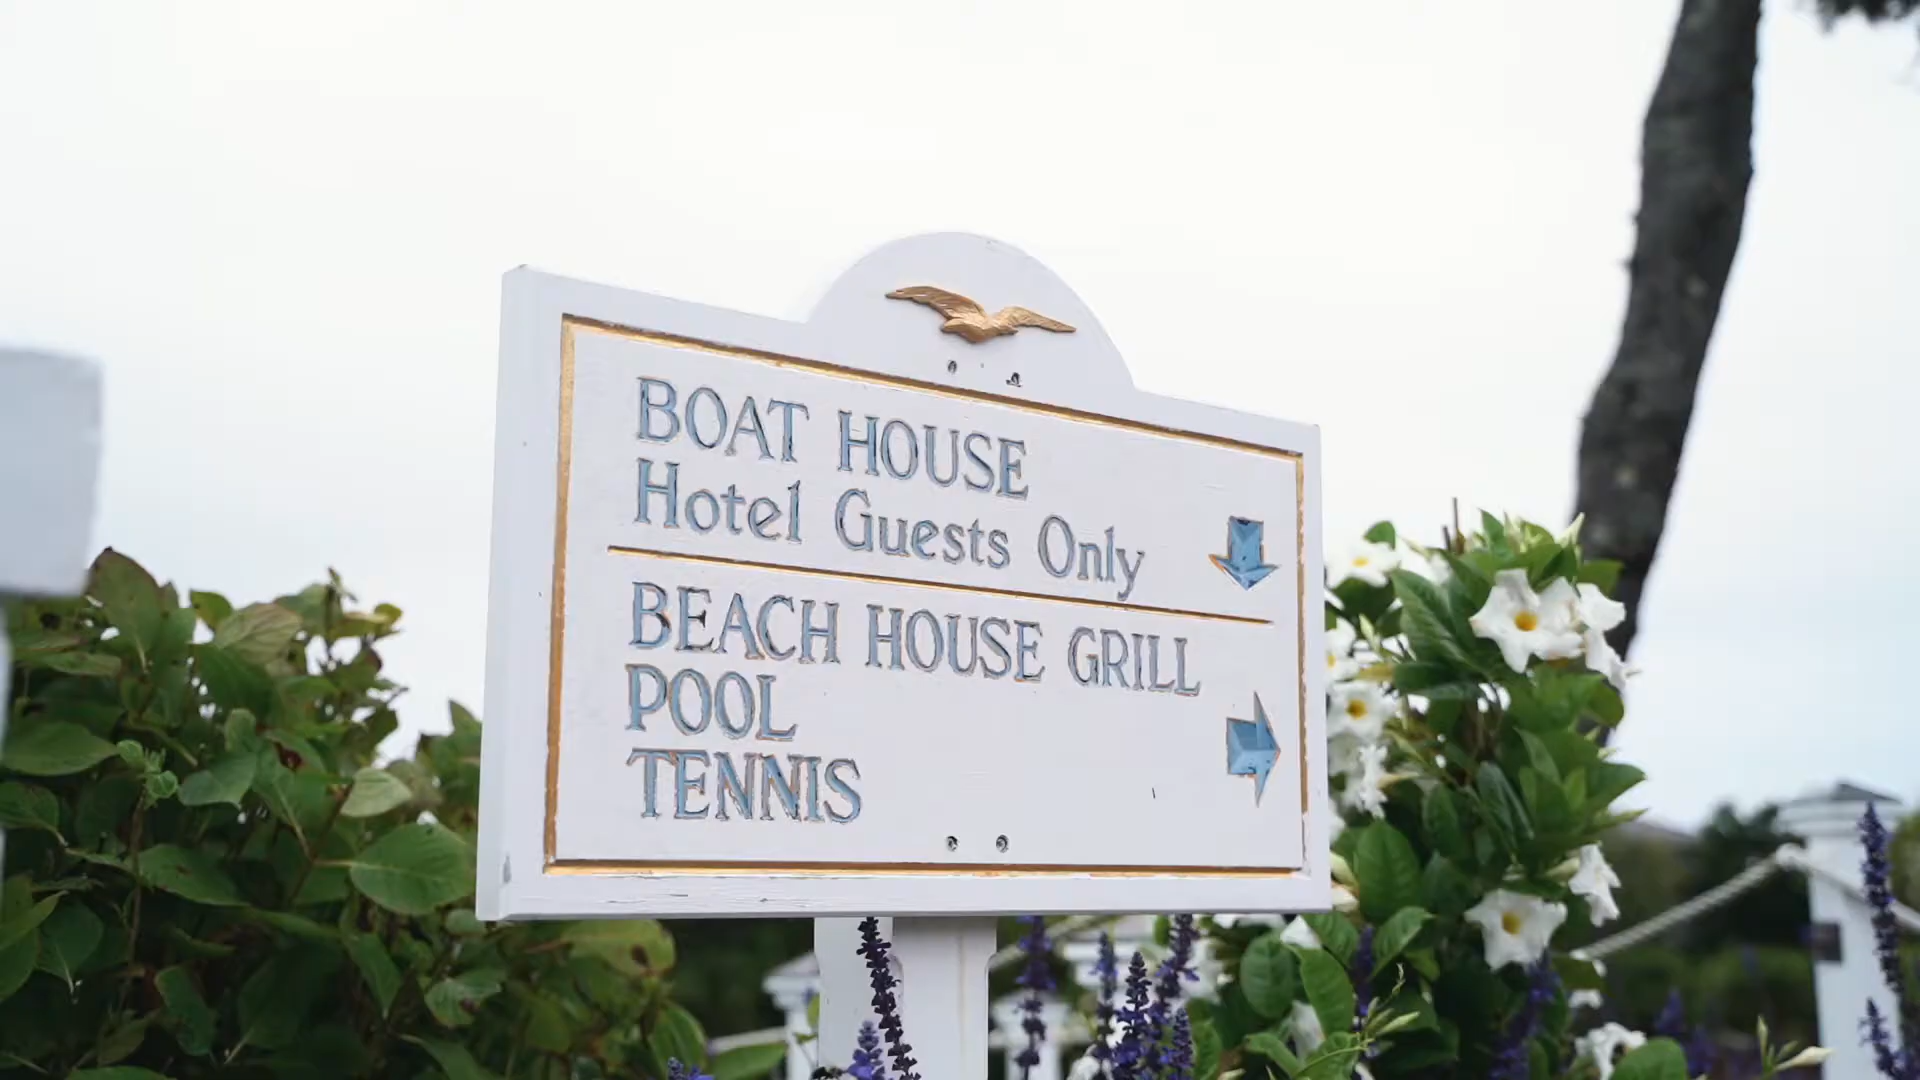 BOAT HOUSE
Hotel Guests Only
BEACH HOUSE GRILL
POOL
TENNIS